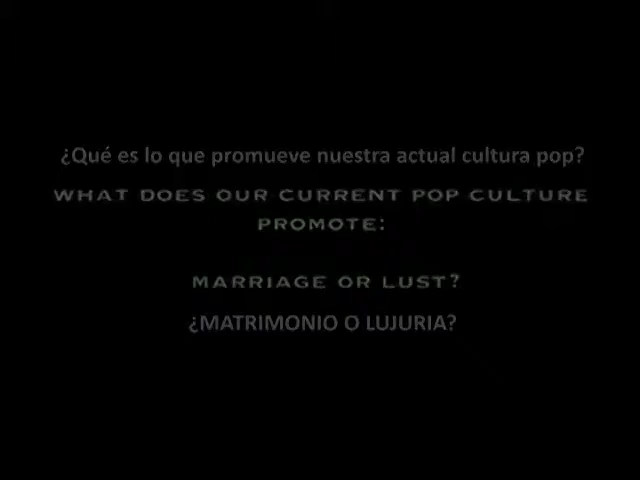 ¿Qué es lo que promueve nuestra actual cultura pop?
WHAT DOES OUR CURRENT POP CULTURE
PROMOTE:
MARRIAGE OR LUST?
¿MATRIMONIO O LUJURIA?